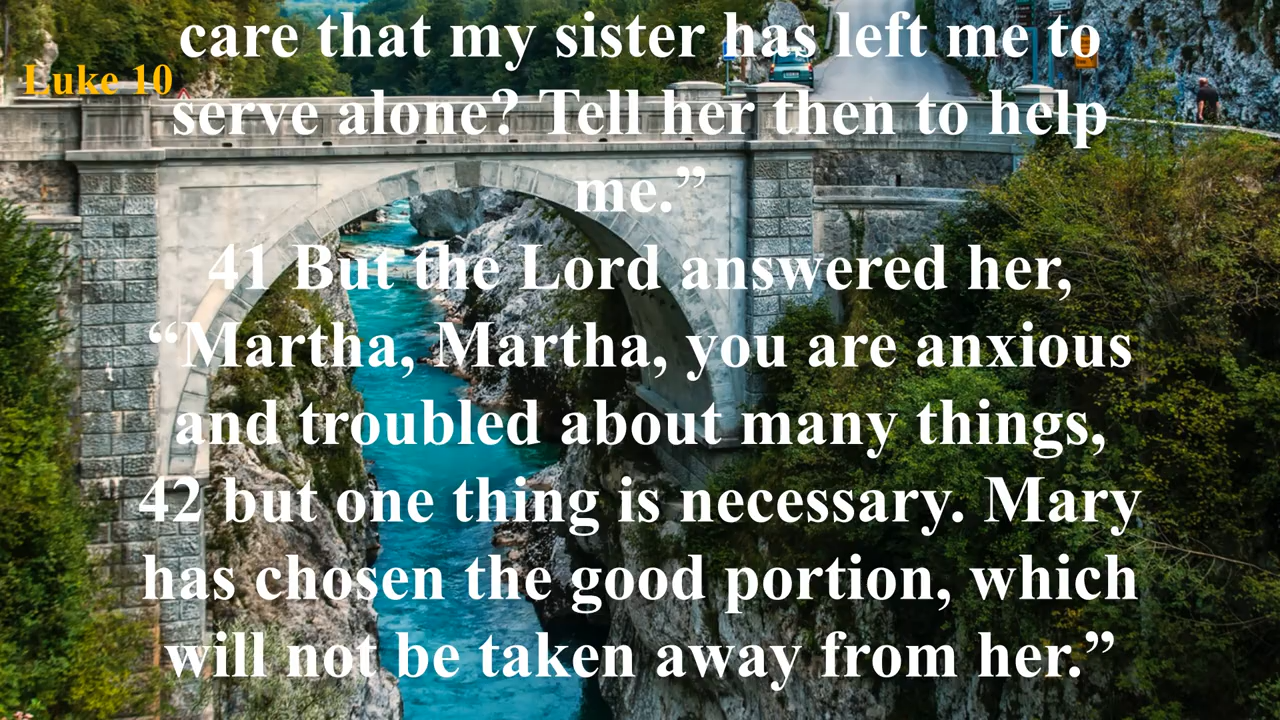 Luke 10
care that my sister has left me to
serve alone? Tell her then to help
me.”
41 But the Lord answered her,
“Martha, Martha, you are anxious
and troubled about many things,
42 but one thing is necessary. Mary
has chosen the good portion, which
will not be taken away from her.”